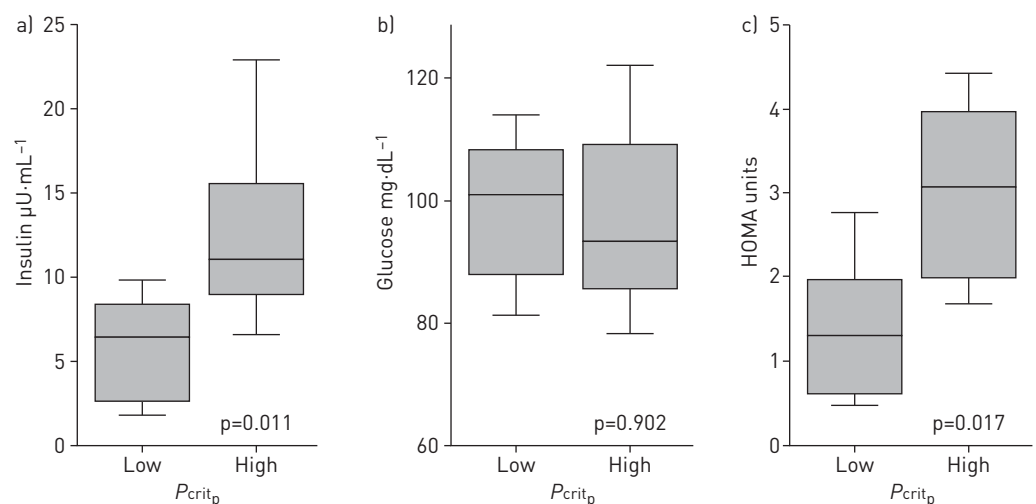 a)
Insulin µU·mL⁻¹
25
20
15
10
5
0
p=0.011
Low High
Pcritₚ
b)
Glucose mg·dL⁻¹
120
100
80
60
p=0.902
Low High
Pcritₚ
c)
HOMA units
5
4
3
2
1
0
p=0.017
Low High
Pcritₚ